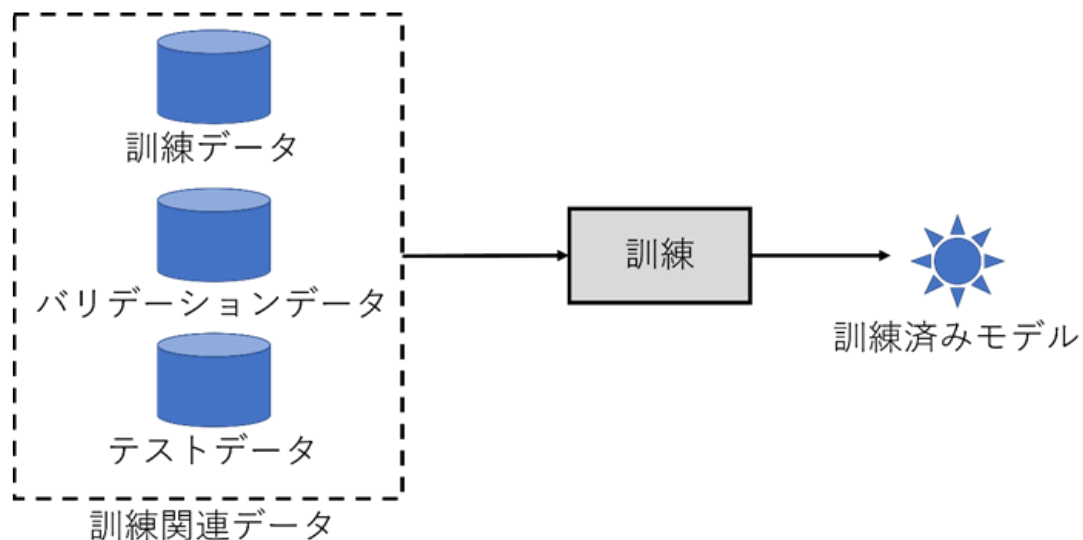 訓練データ
バリデーションデータ
テストデータ
訓練関連データ
訓練
訓練済みモデル